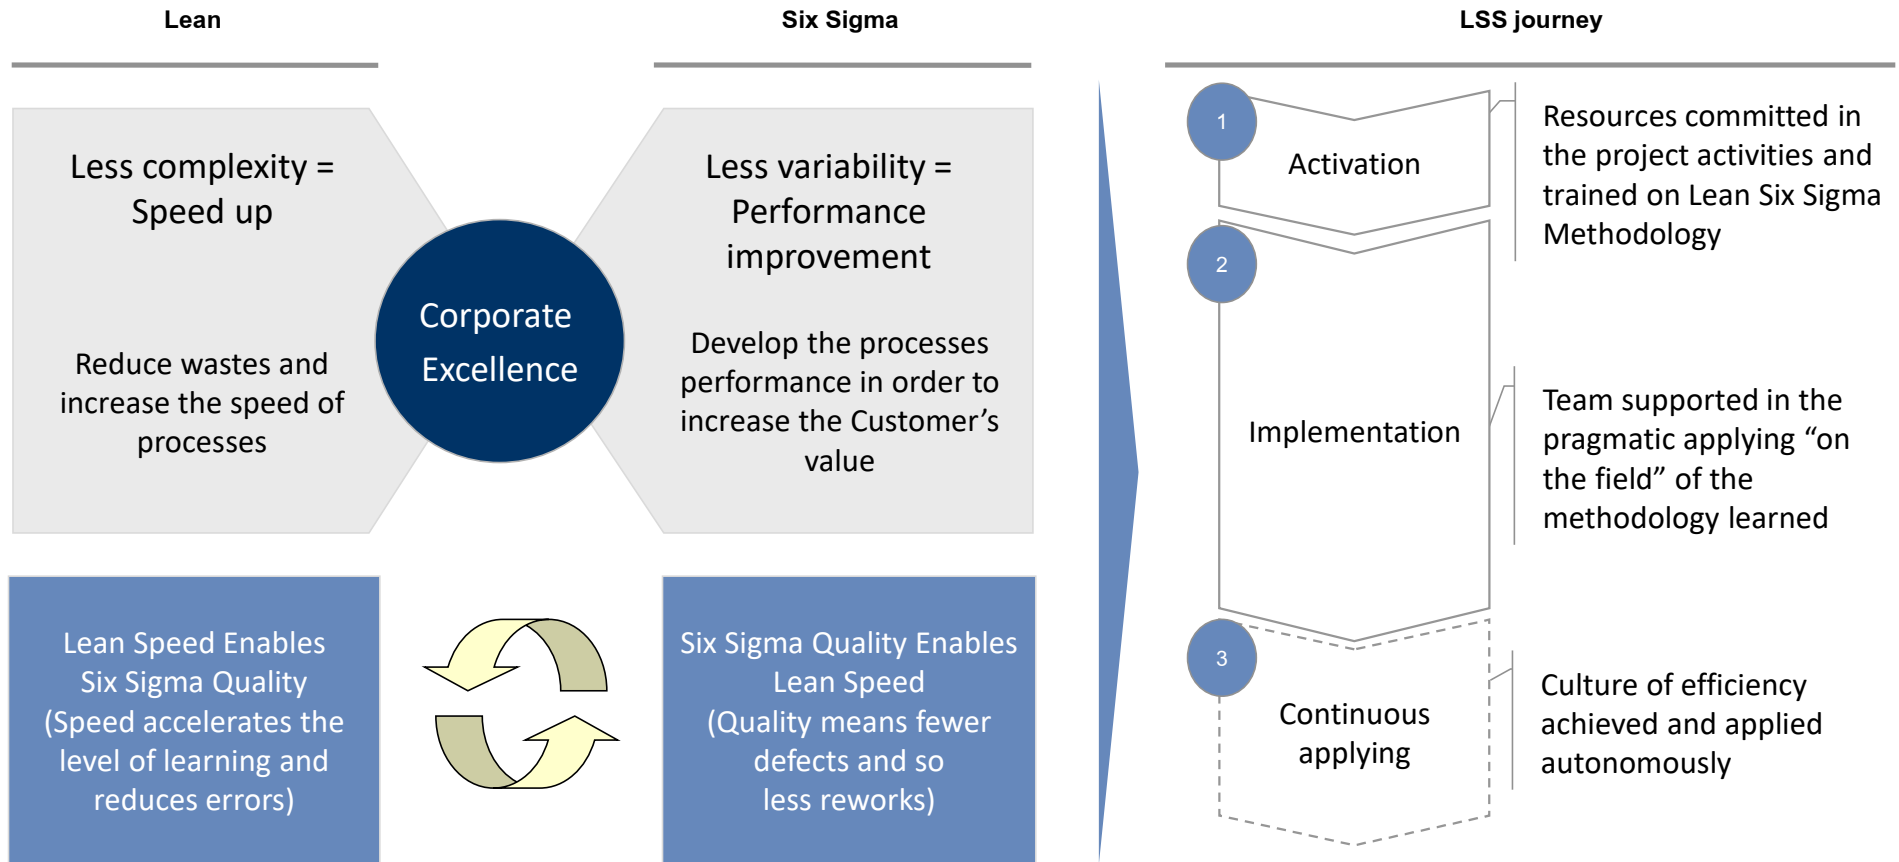 Lean
Less complexity =
Speed up
Reduce wastes and
increase the speed of
processes
Corporate
Excellence
Six Sigma
Less variability =
Performance
improvement
Develop the processes
performance in order to
increase the Customer’s
value
Lean Speed Enables
Six Sigma Quality
(Speed accelerates the
level of learning and
reduces errors)
Six Sigma Quality Enables
Lean Speed
(Quality means fewer
defects and so
less reworks)
LSS journey
1
Activation
Resources committed in
the project activities and
trained on Lean Six Sigma
Methodology
2
Implementation
Team supported in the
pragmatic applying “on
the field” of the
methodology learned
3
Continuous
applying
Culture of efficiency
achieved and applied
autonomously